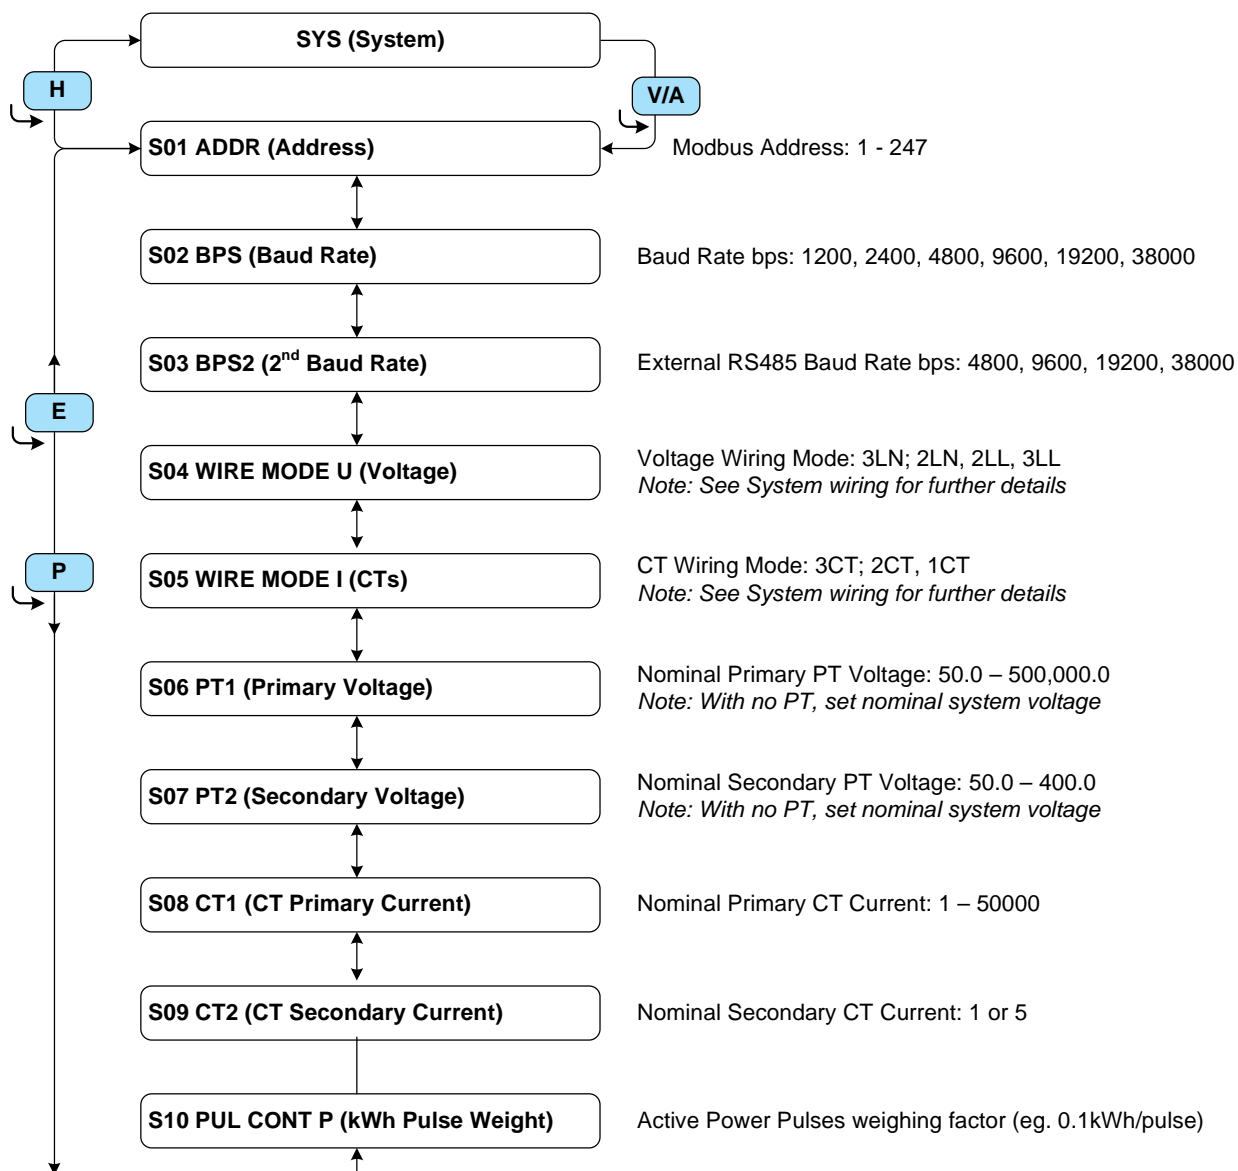 SYS (System)
H
V/A
S01 ADDR (Address)
Modbus Address: 1 - 247
S02 BPS (Baud Rate)
Baud Rate bps: 1200, 2400, 4800, 9600, 19200, 38000
S03 BPS2 (2nd Baud Rate)
External RS485 Baud Rate bps: 4800, 9600, 19200, 38000
E
S04 WIRE MODE U (Voltage)
Voltage Wiring Mode: 3LN; 2LN, 2LL, 3LL
Note: See System wiring for further details
P
S05 WIRE MODE I (CTs)
CT Wiring Mode: 3CT; 2CT, 1CT
Note: See System wiring for further details
S06 PT1 (Primary Voltage)
Nominal Primary PT Voltage: 50.0 – 500,000.0
Note: With no PT, set nominal system voltage
S07 PT2 (Secondary Voltage)
Nominal Secondary PT Voltage: 50.0 – 400.0
Note: With no PT, set nominal system voltage
S08 CT1 (CT Primary Current)
Nominal Primary CT Current: 1 – 50000
S09 CT2 (CT Secondary Current)
Nominal Secondary CT Current: 1 or 5
S10 PUL CONT P (kWh Pulse Weight)
Active Power Pulses weighing factor (eg. 0.1kWh/pulse)